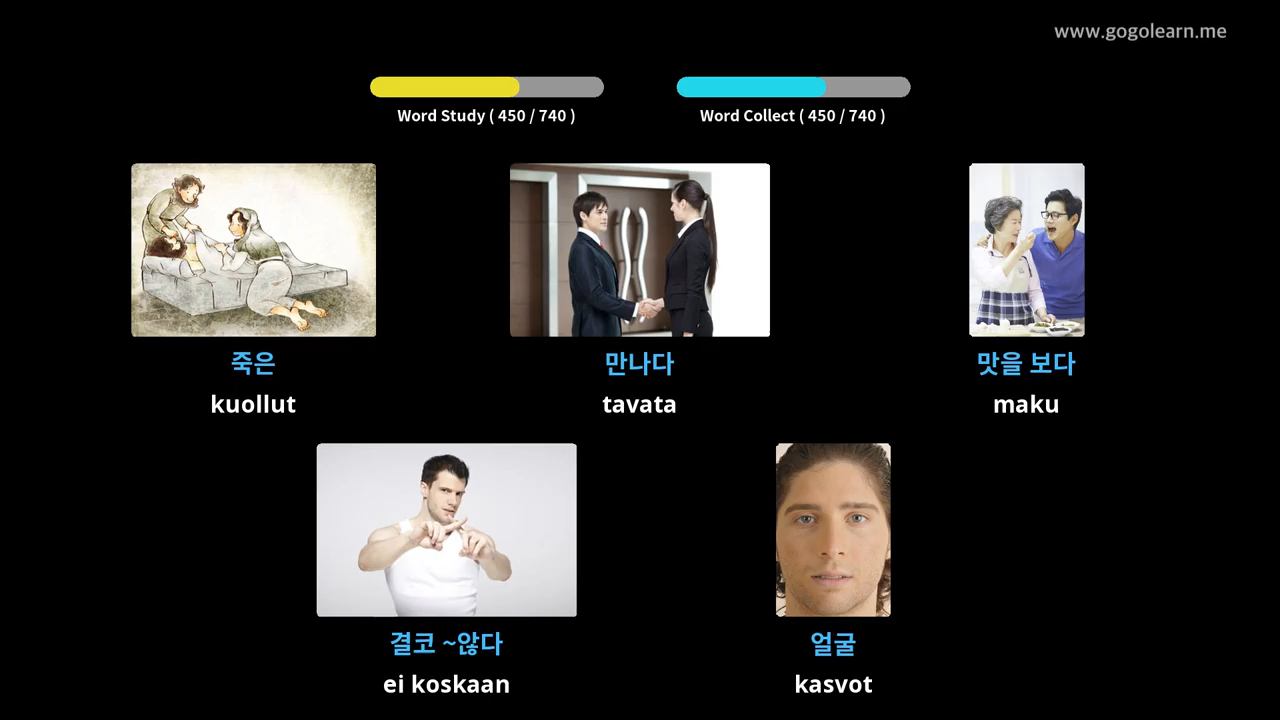 www.gogolearn.me
Word Study ( 450 / 740 )
Word Collect ( 450 / 740 )
죽은
kuollut
만나다
tavata
맛을 보다
maku
결코 ~않다
ei koskaan
얼굴
kasvot